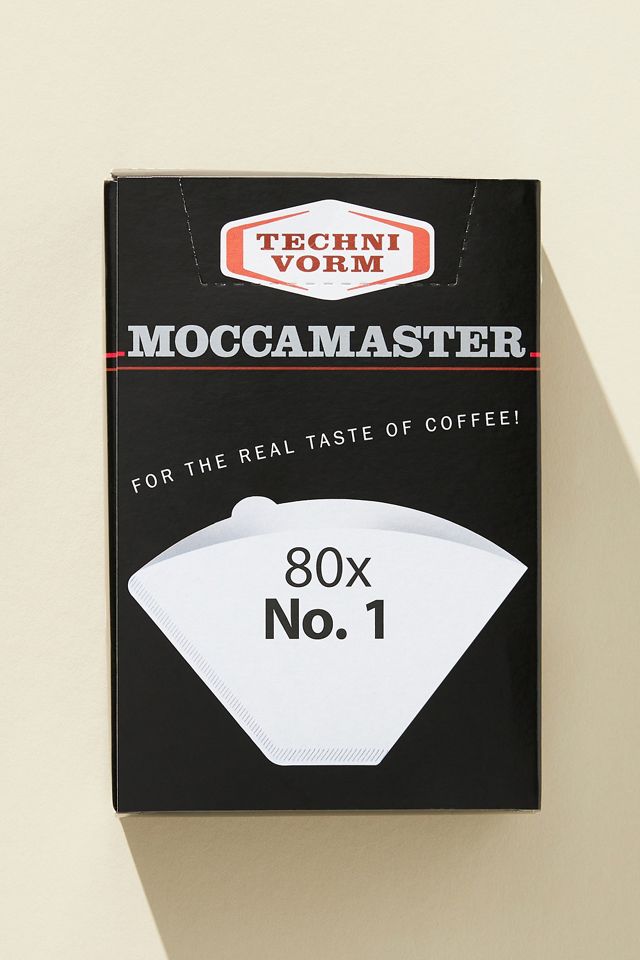 TECHNI
VORM
MOCCAMASTER
FOR THE REAL TASTE OF COFFEE!
80x
No. 1